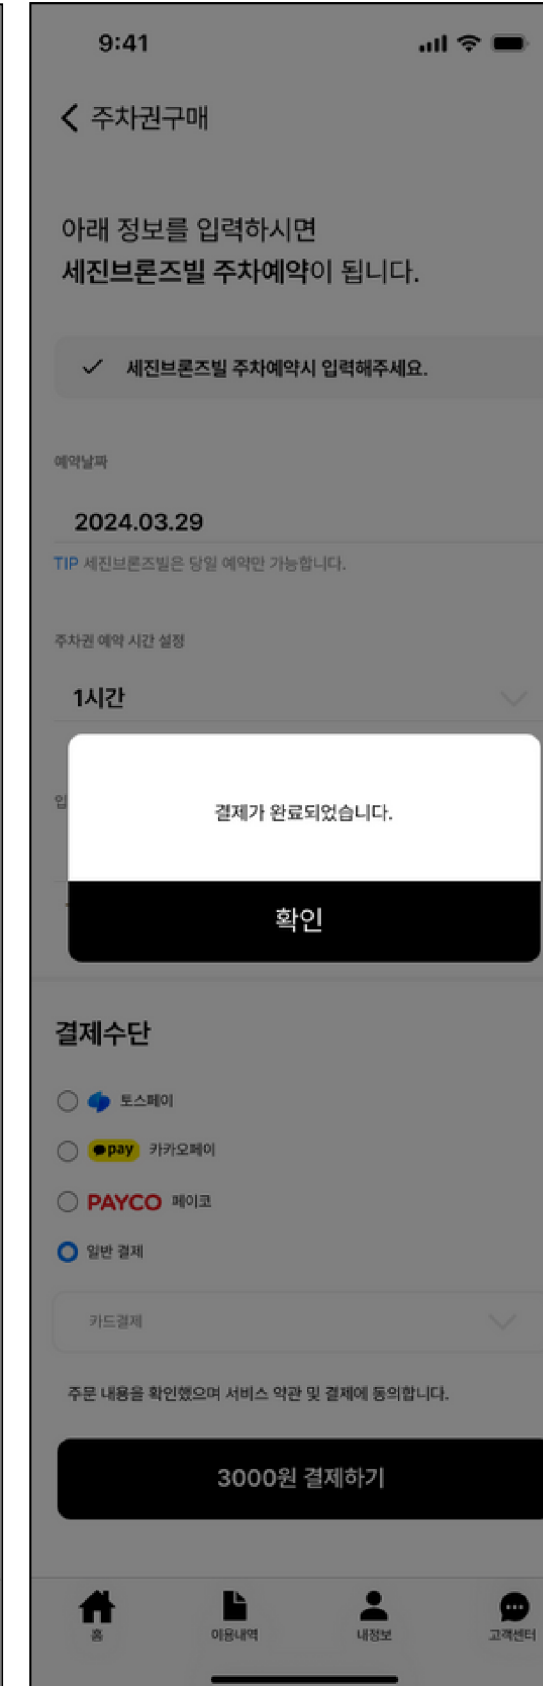 9:41
주차권구매
아래 정보를 입력하시면
세진브론즈빌 주차예약이 됩니다.
세진브론즈빌 주차예약시 입력해주세요.
예약날짜
2024.03.29
TIP 세진브론즈빌은 당일 예약만 가능합니다.
주차권 예약 시간 설정
1시간
결제가 완료되었습니다.
확인
결제수단
토스페이
pay 카카오페이
PAYCO 페이코
일반 결제
카드결제
주문 내용을 확인했으며 서비스 약관 및 결제에 동의합니다.
3000원 결제하기
홈
이용내역
내정보
고객센터